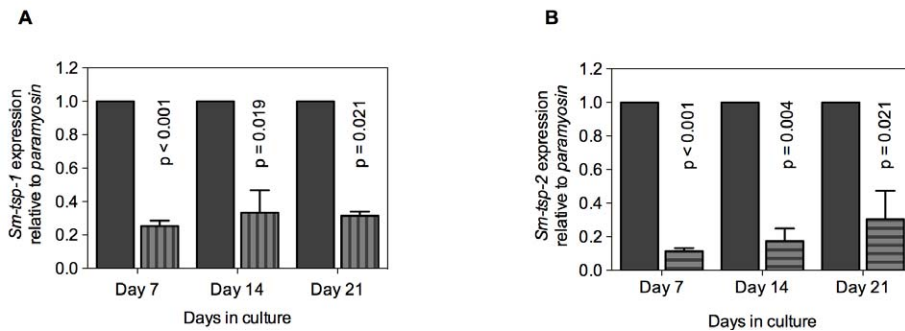 A
Sm-tsp-1 expression
relative to paramyosin
1.2
1.0
0.8
0.6
0.4
0.2
0.0
p < 0.001
p = 0.019
p = 0.021
Day 7
Day 14
Day 21
Days in culture
B
Sm-tsp-2 expression
relative to paramyosin
1.2
1.0
0.8
0.6
0.4
0.2
0.0
p < 0.001
p = 0.004
p = 0.021
Day 7
Day 14
Day 21
Days in culture